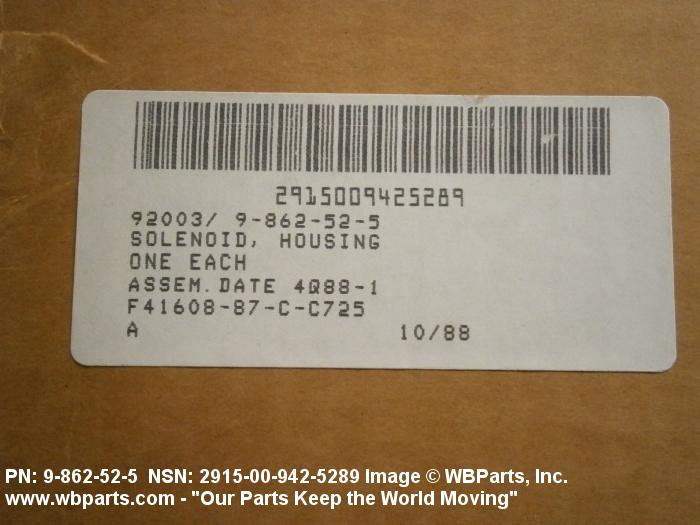 2915009425289
92003/ 9-862-52-5
SOLENOID, HOUSING
ONE EACH
ASSEM.DATE 4Q88-1
F41608-87-C-C725
A 10/88
PN: 9-862-52-5 NSN: 2915-00-942-5289 Image © WBParts, Inc.
www.wbparts.com - "Our Parts Keep the World Moving"